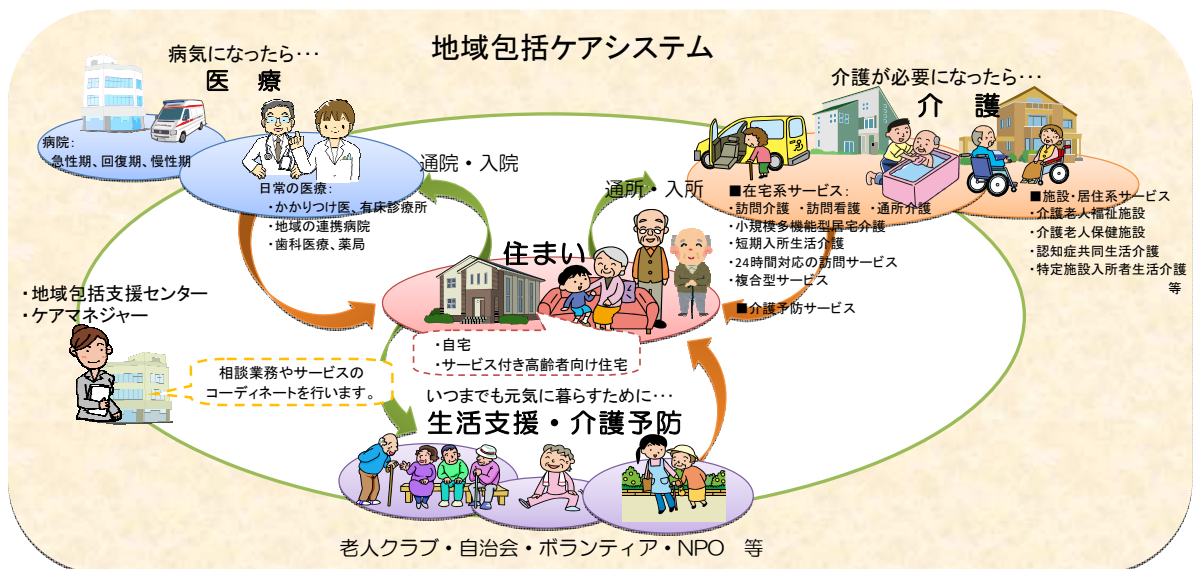 地域包括ケアシステム
病気になったら･･･
医　療
病院：
急性期、回復期、慢性期
日常の医療：
・かかりつけ医、有床診療所
・地域の連携病院
・歯科医療、薬局
通院・入院
介護が必要になったら･･･
介　護
通所・入所
■在宅系サービス：
・訪問介護　・訪問看護　・通所介護
・小規模多機能型居宅介護
・短期入所生活介護
・24時間対応の訪問サービス
・複合型サービス
■介護予防サービス
■施設・居住系サービス
・介護老人福祉施設
・介護老人保健施設
・認知症共同生活介護
・特定施設入所者生活介護
等
住まい
・自宅
・サービス付き高齢者向け住宅
・地域包括支援センター
・ケアマネジャー
相談業務やサービスの
コーディネートを行います。
いつまでも元気に暮らすために･･･
生活支援・介護予防
老人クラブ・自治会・ボランティア・NPO　等